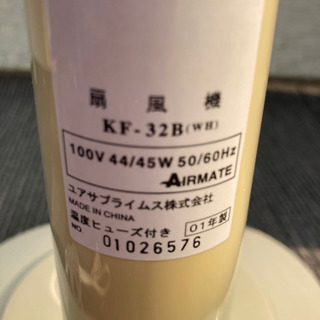 扇風機
KF-32B(WH)
100V 44/45W 50/60Hz
AIRMATE
ユアサプライムス株式会社
MADE IN CHINA
温度ヒューズ付き 01年製
NO 01026576